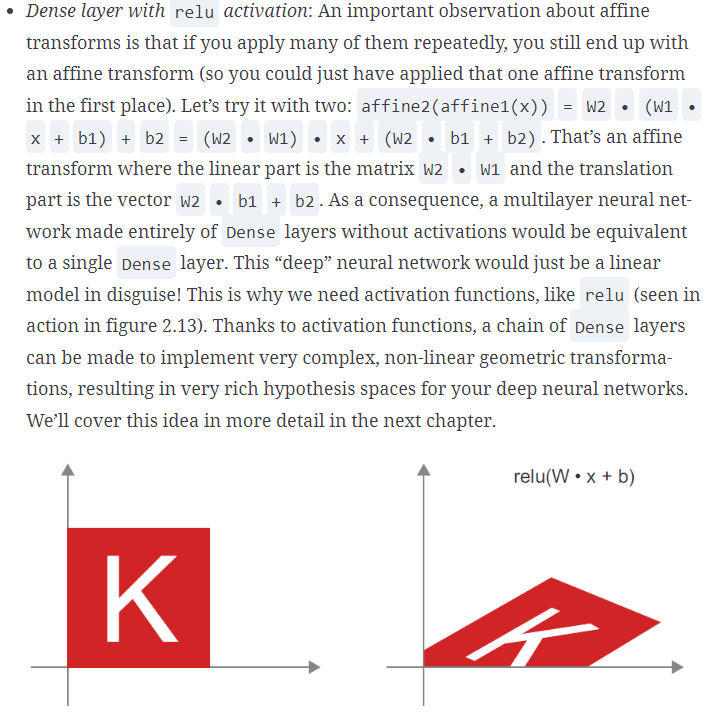 • Dense layer with relu activation: An important observation about affine
transforms is that if you apply many of them repeatedly, you still end up with
an affine transform (so you could just have applied that one affine transform
in the first place). Let’s try it with two: affine2(affine1(x)) = W2 • (W1 •
x + b1) + b2 = (W2 • W1) • x + (W2 • b1 + b2). That’s an affine
transform where the linear part is the matrix W2 • W1 and the translation
part is the vector W2 • b1 + b2. As a consequence, a multilayer neural net-
work made entirely of Dense layers without activations would be equivalent
to a single Dense layer. This “deep” neural network would just be a linear
model in disguise! This is why we need activation functions, like relu (seen in
action in figure 2.13). Thanks to activation functions, a chain of Dense layers
can be made to implement very complex, non-linear geometric transforma-
tions, resulting in very rich hypothesis spaces for your deep neural networks.
We’ll cover this idea in more detail in the next chapter.
relu(W • x + b)
K
K